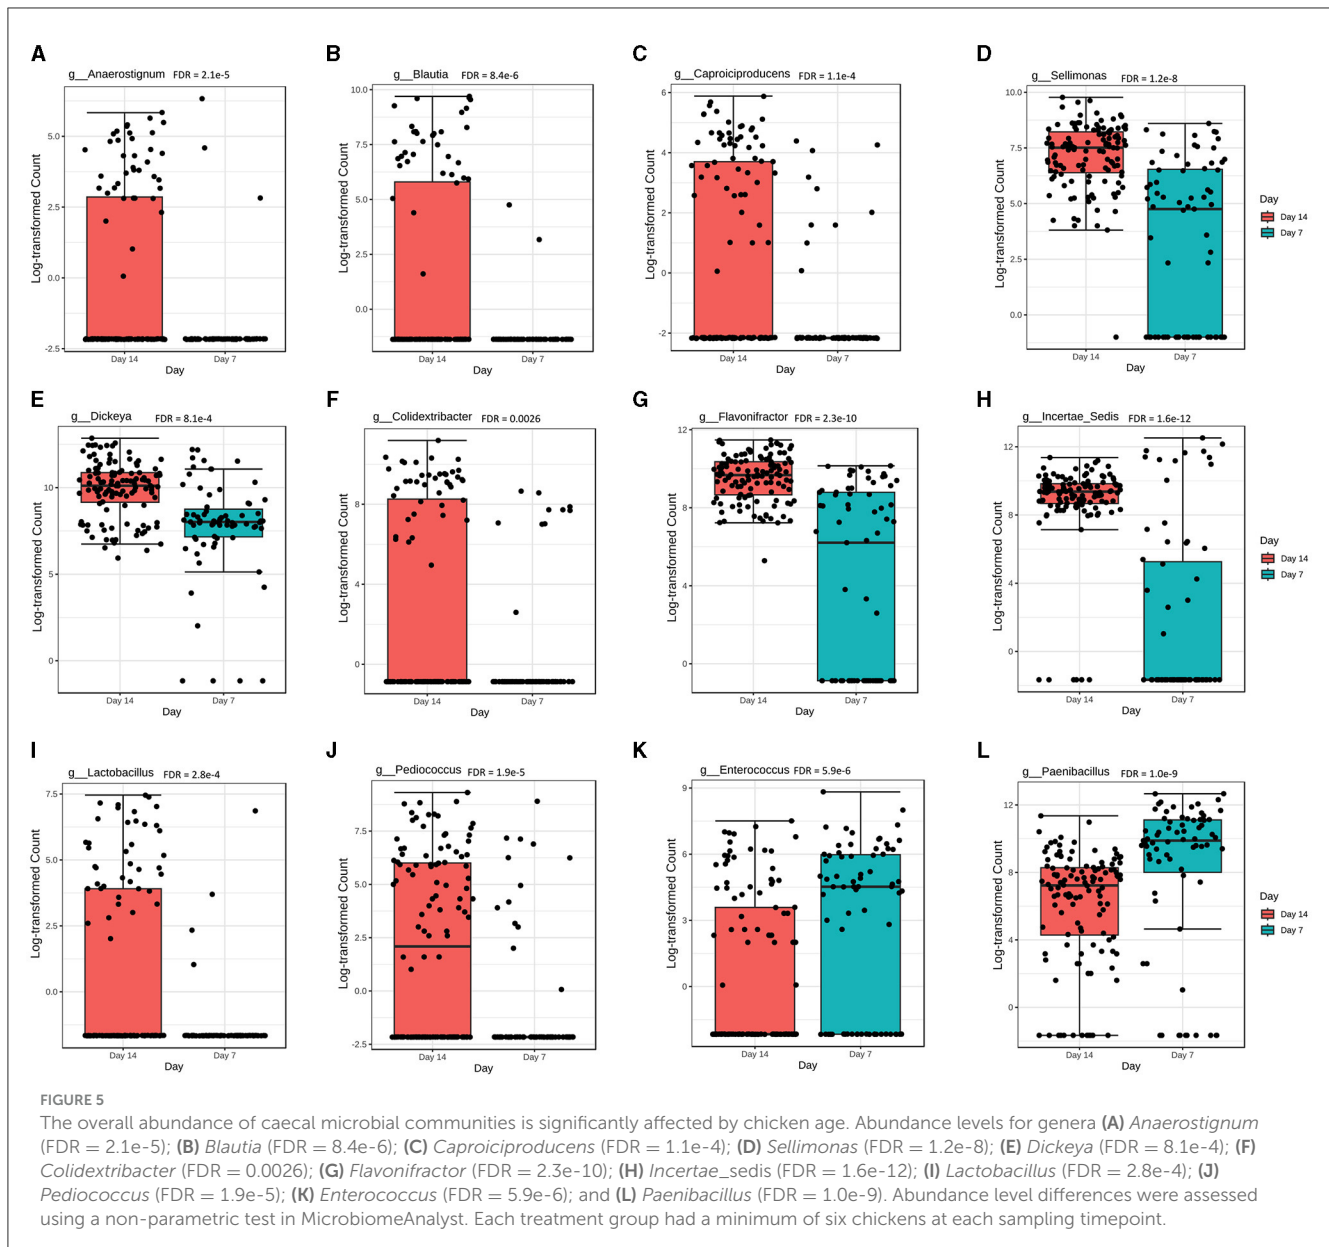 A
g__Anaerostignum FDR = 2.1e-5
Log-transformed Count
5.0
2.5
0.0
-2.5
Day 14 Day 7
Day
B
g__Blautia FDR = 8.4e-6
Log-transformed Count
10.0
7.5
5.0
2.5
0.0
Day 14 Day 7
Day
C
g__Caproiciproducens FDR = 1.1e-4
Log-transformed Count
6
4
2
0
-2
Day 14 Day 7
Day
D
g__Sellimonas FDR = 1.2e-8
Log-transformed Count
10.0
7.5
5.0
2.5
0.0
Day 14 Day 7
Day
Day
Day 14
Day 7
E
g__Dickeya FDR = 8.1e-4
Log-transformed Count
10
5
0
Day 14 Day 7
Day
F
g__Colidextribacter FDR = 0.0026
Log-transformed Count
8
4
0
Day 14 Day 7
Day
G
g__Flavonifractor FDR = 2.3e-10
Log-transformed Count
12
8
4
0
Day 14 Day 7
Day
H
g__Incertae_Sedis FDR = 1.6e-12
Log-transformed Count
12
8
4
0
Day 14 Day 7
Day
Day
Day 14
Day 7
I
g__Lactobacillus FDR = 2.8e-4
Log-transformed Count
7.5
5.0
2.5
0.0
Day 14 Day 7
Day
J
g__Pediococcus FDR = 1.9e-5
Log-transformed Count
7.5
5.0
2.5
0.0
-2.5
Day 14 Day 7
Day
K
g__Enterococcus FDR = 5.9e-6
Log-transformed Count
9
6
3
0
Day 14 Day 7
Day
L
g__Paenibacillus FDR = 1.0e-9
Log-transformed Count
12
8
4
0
Day 14 Day 7
Day
Day
Day 14
Day 7
FIGURE 5
The overall abundance of caecal microbial communities is significantly affected by chicken age. Abundance levels for genera (A) Anaerostignum
(FDR = 2.1e-5); (B) Blautia (FDR = 8.4e-6); (C) Caproiciproducens (FDR = 1.1e-4); (D) Sellimonas (FDR = 1.2e-8); (E) Dickeya (FDR = 8.1e-4); (F)
Colidextribacter (FDR = 0.0026); (G) Flavonifractor (FDR = 2.3e-10); (H) Incertae_sedis (FDR = 1.6e-12); (I) Lactobacillus (FDR = 2.8e-4); (J)
Pediococcus (FDR = 1.9e-5); (K) Enterococcus (FDR = 5.9e-6); and (L) Paenibacillus (FDR = 1.0e-9). Abundance level differences were assessed
using a non-parametric test in MicrobiomeAnalyst. Each treatment group had a minimum of six chickens at each sampling timepoint.